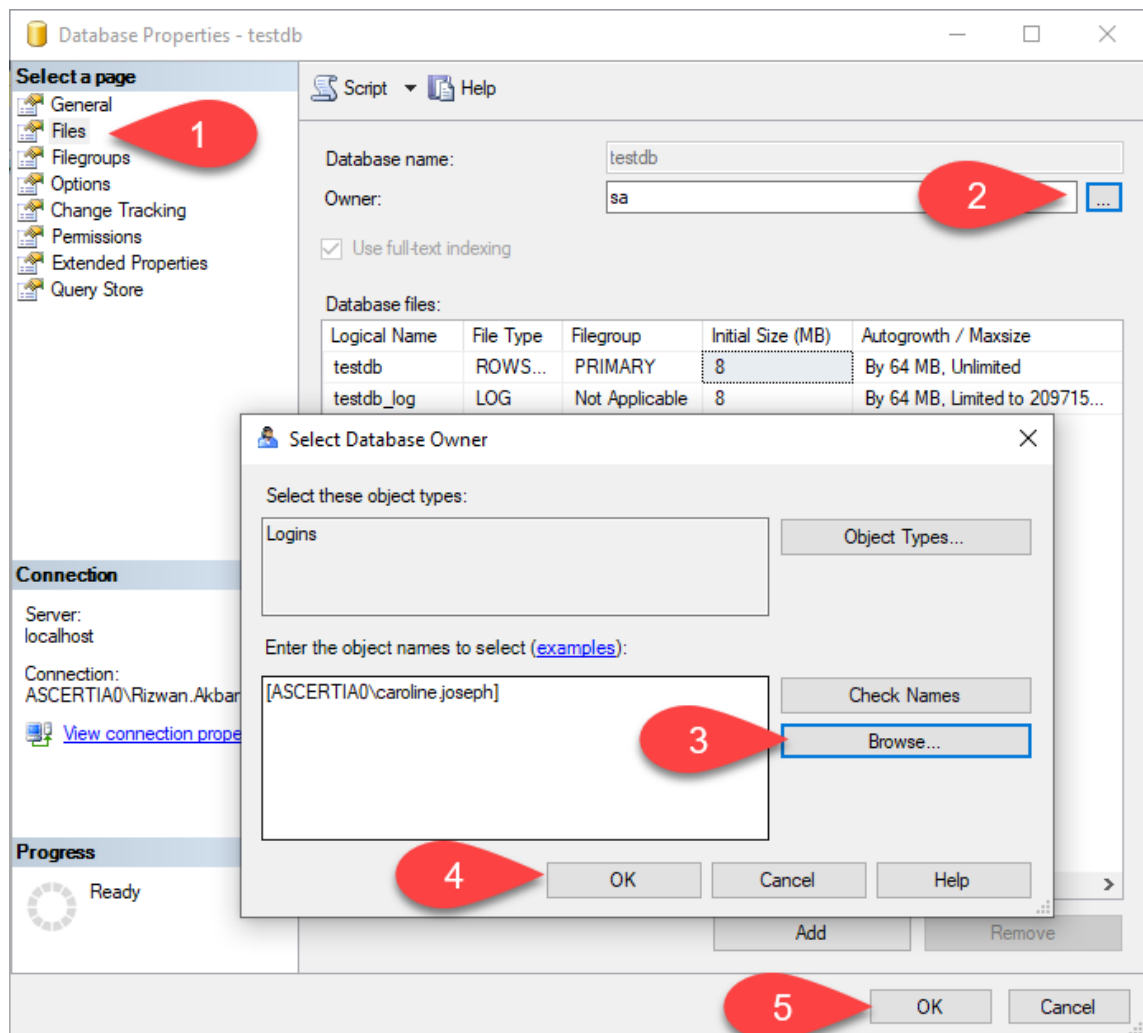 Database Properties - testdb
Select a page
General
Files
Filegroups
Options
Change Tracking
Permissions
Extended Properties
Query Store
1
Script
Help
Database name:
testdb
Owner:
sa
2
...
Use full-text indexing
Database files:
Logical Name File Type Filegroup Initial Size (MB) Autogrowth / Maxsize
testdb ROWS... PRIMARY 8 By 64 MB, Unlimited
testdb_log LOG Not Applicable 8 By 64 MB, Limited to 209715...
Connection
Server:
localhost
Connection:
ASCERTIA0\Rizwan.Akbar
View connection prope
Progress
Ready
Select Database Owner
Select these object types:
Logins
Object Types...
Enter the object names to select (examples):
[ASCERTIA0\caroline.joseph]
Check Names
3
Browse...
4
OK Cancel Help
Add Remove
5
OK Cancel